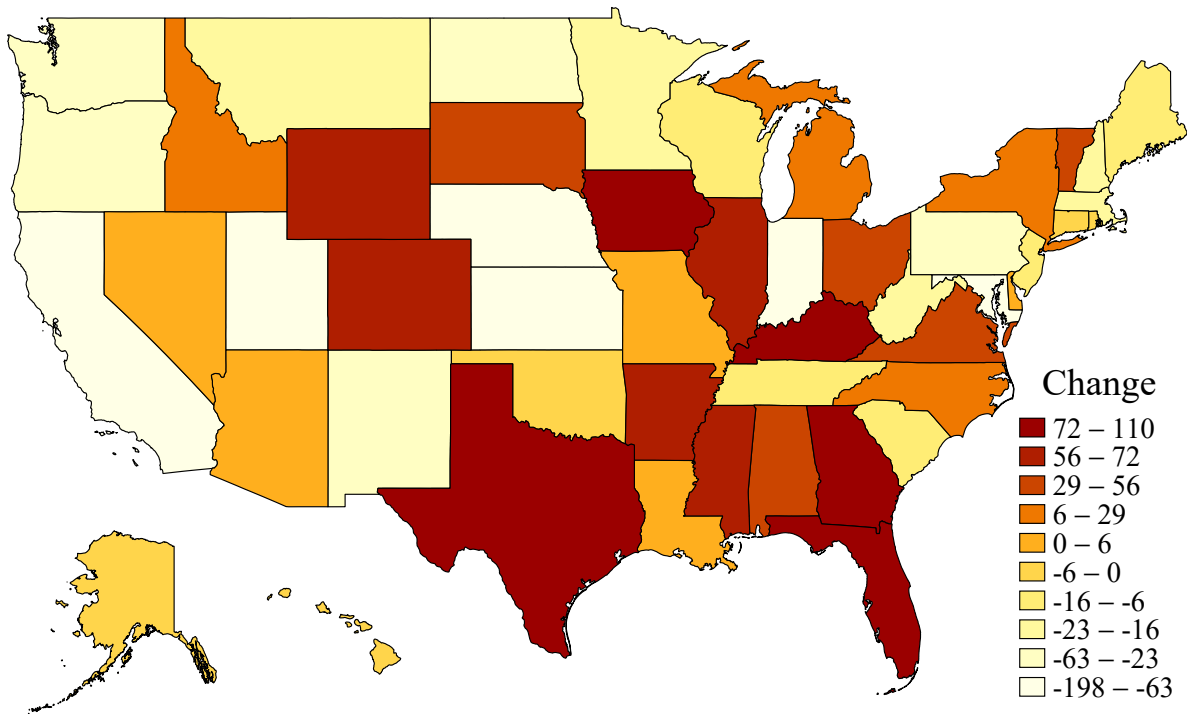 Change
72 – 110
56 – 72
29 – 56
6 – 29
0 – 6
-6 – 0
-16 – -6
-23 – -16
-63 – -23
-198 – -63